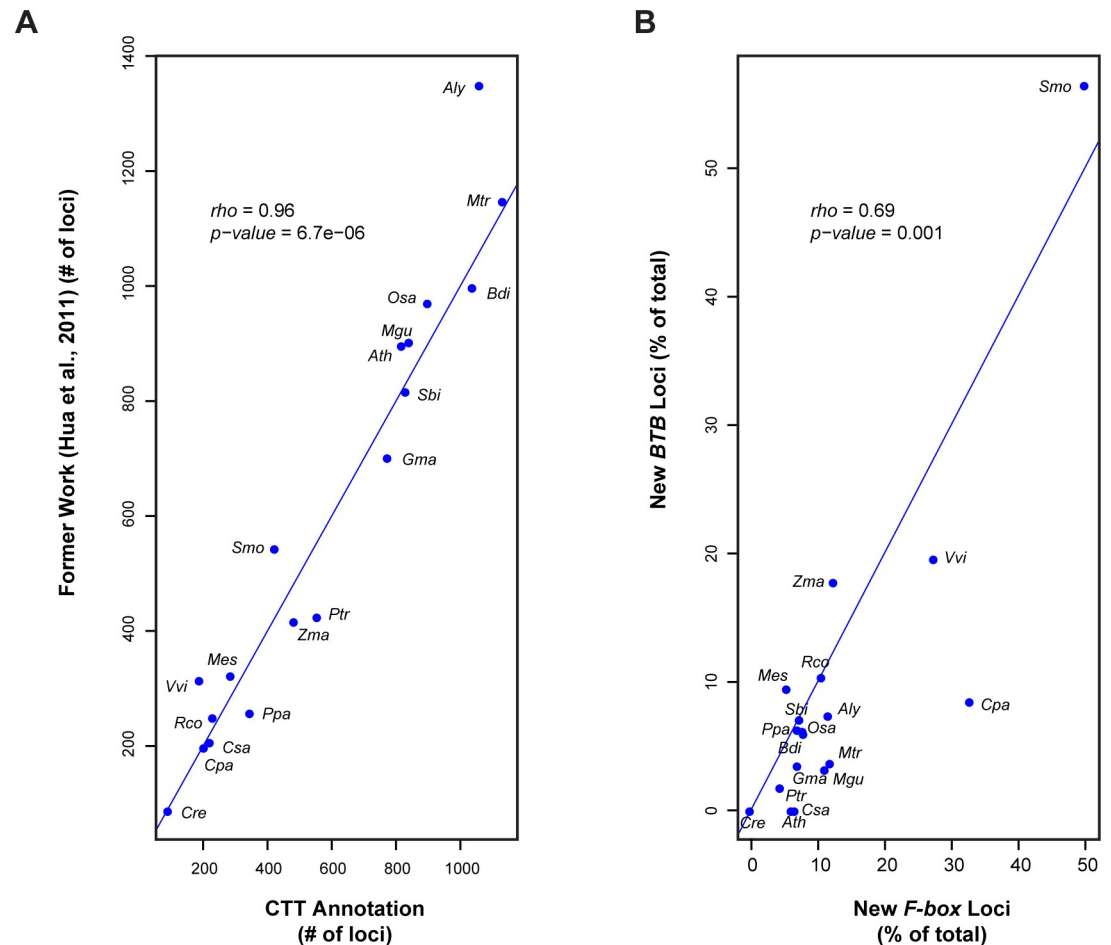 A
1400
1200
1000
800
600
400
200
Former Work (Hua et al., 2011) (# of loci)
rho = 0.96
p−value = 6.7e−06
Aly
Mtr
Bdi
Osa
Mgu
Ath
Sbi
Gma
Smo
Ptr
Zma
Mes
Vvi
Ppa
Rco
Csa
Cpa
Cre
200 400 600 800 1000
CTT Annotation
(# of loci)
B
50
40
30
20
10
0
New BTB Loci (% of total)
rho = 0.69
p−value = 0.001
Smo
Vvi
Zma
Rco
Mes
Cpa
Sbi
Aly
Ppa
Osa
Bdi
Mtr
Gma
Mgu
Ptr
Csa
Cre
Ath
0 10 20 30 40 50
New F-box Loci
(% of total)